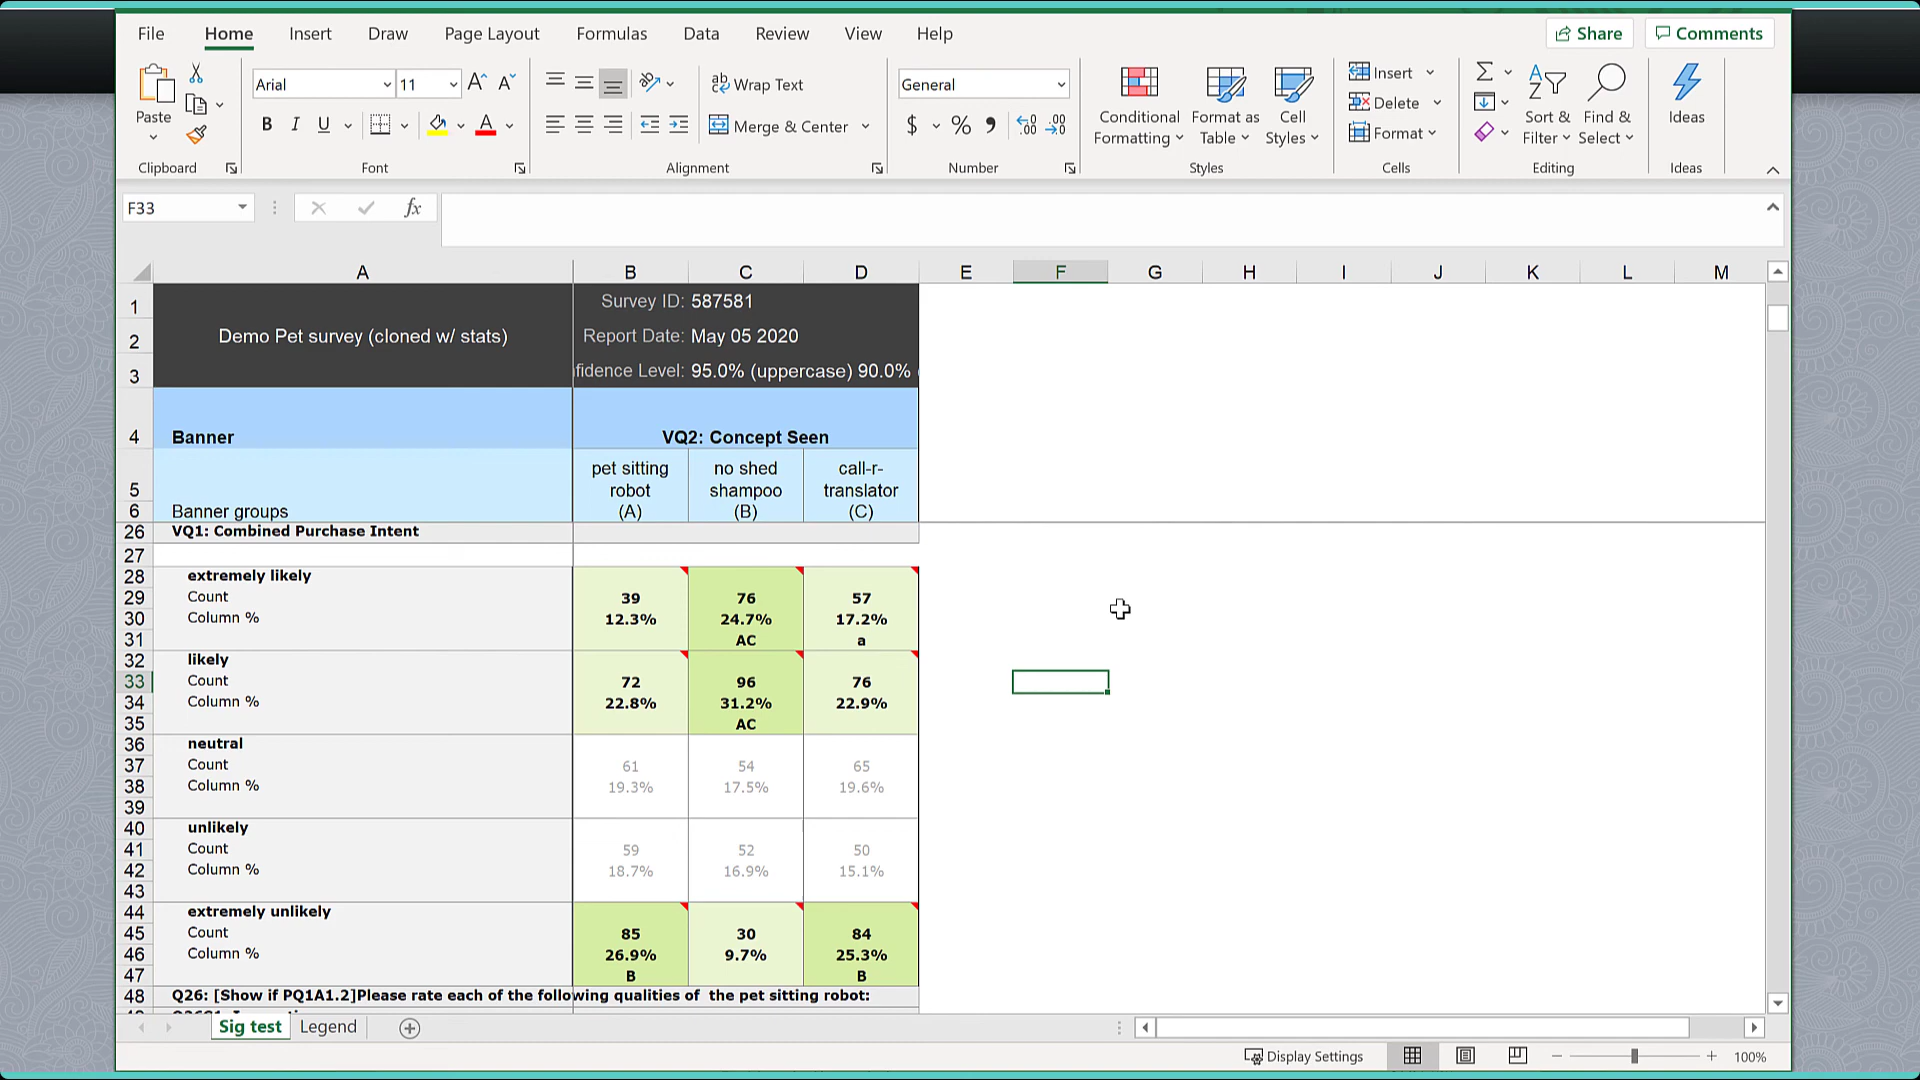 File Home Insert Draw Page Layout Formulas Data Review View Help Share Comments
Arial 11 ab Wrap Text General Insert Σ A Z
Paste B I U A Merge & Center $ % Conditional Formatting Format as Table Cell Styles Delete Format Sort & Filter Find & Select Ideas
Clipboard Font Alignment Number Styles Cells Editing Ideas
F33 fx
A B C D E F G H I J K L M
1 Survey ID: 587581
2 Demo Pet survey (cloned w/ stats) Report Date: May 05 2020
3 fidence Level: 95.0% (uppercase) 90.0%
4 Banner VQ2: Concept Seen
5 pet sitting robot no shed shampoo call-r-translator
6 Banner groups (A) (B) (C)
26 VQ1: Combined Purchase Intent
27
28 extremely likely
29 Count 39 76 57
30 Column % 12.3% 24.7% 17.2%
31 AC a
32 likely
33 Count 72 96 76
34 Column % 22.8% 31.2% 22.9%
35 AC
36 neutral
37 Count 61 54 65
38 Column % 19.3% 17.5% 19.6%
39
40 unlikely
41 Count 59 52 50
42 Column % 18.7% 16.9% 15.1%
43
44 extremely unlikely
45 Count 85 30 84
46 Column % 26.9% 9.7% 25.3%
47 B B
48 Q26: [Show if PQ1A1.2]Please rate each of the following qualities of the pet sitting robot:
Sig test Legend
Display Settings 100%